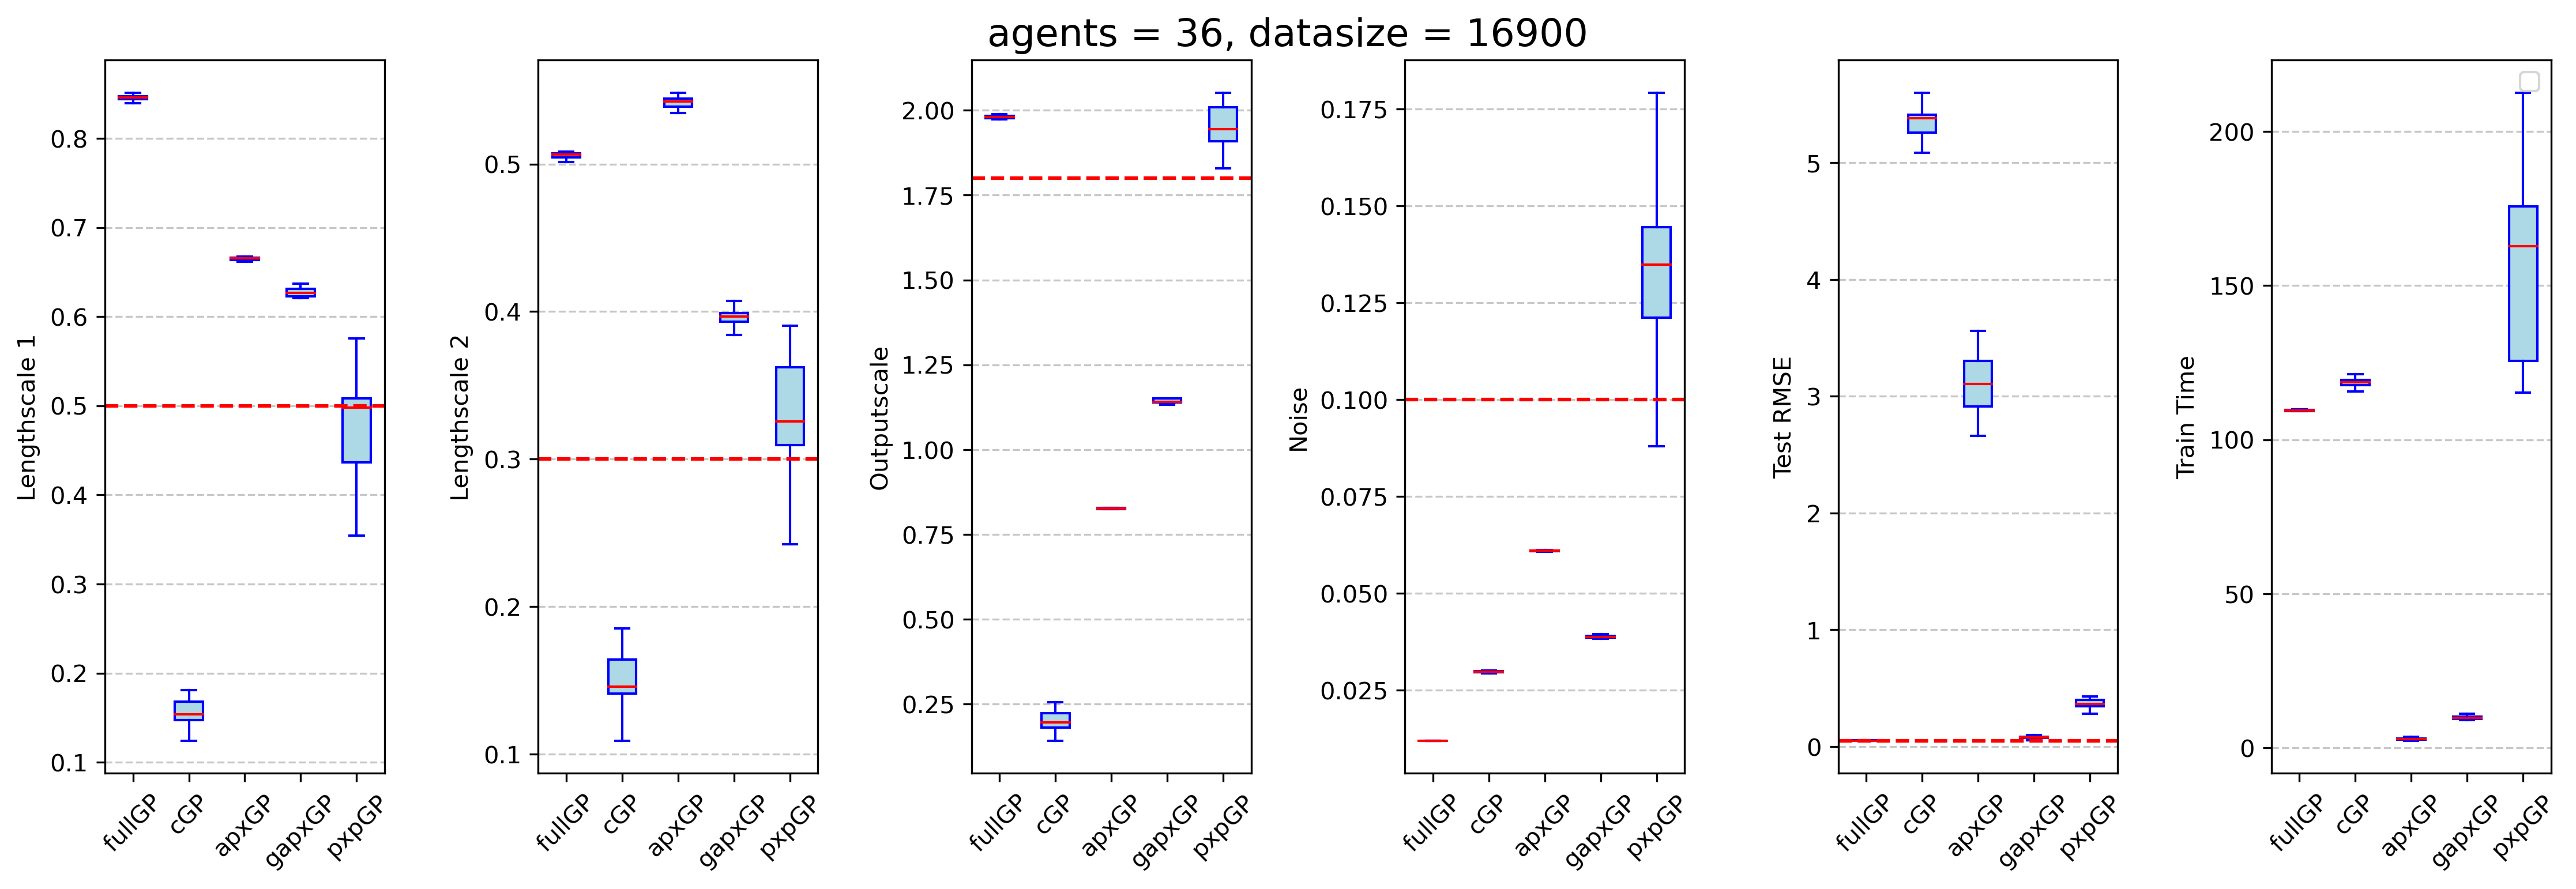 agents = 36, datasize = 16900
Lengthscale 1
0.8
0.7
0.6
0.5
0.4
0.3
0.2
0.1
fullGP
cGP
apxGP
gapxGP
pxpGP
Lengthscale 2
0.5
0.4
0.3
0.2
0.1
fullGP
cGP
apxGP
gapxGP
pxpGP
Outputscale
2.00
1.75
1.50
1.25
1.00
0.75
0.50
0.25
fullGP
cGP
apxGP
gapxGP
pxpGP
Noise
0.175
0.150
0.125
0.100
0.075
0.050
0.025
fullGP
cGP
apxGP
gapxGP
pxpGP
Test RMSE
5
4
3
2
1
0
fullGP
cGP
apxGP
gapxGP
pxpGP
Train Time
200
150
100
50
0
fullGP
cGP
apxGP
gapxGP
pxpGP